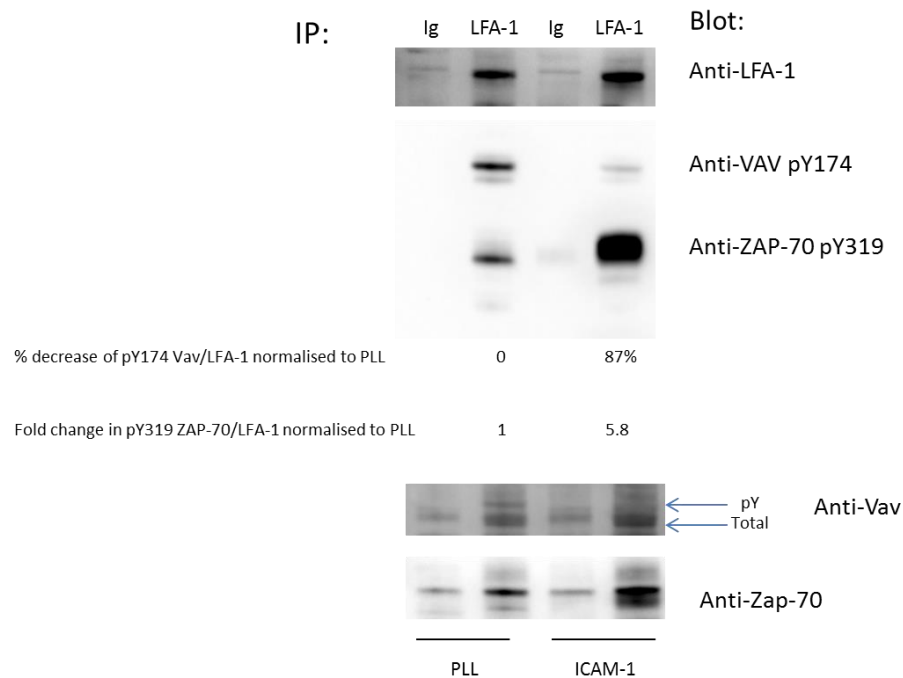 IP:
Ig LFA-1 Ig LFA-1
Blot:
Anti-LFA-1
Anti-VAV pY174
Anti-ZAP-70 pY319
% decrease of pY174 Vav/LFA-1 normalised to PLL 0 87%
Fold change in pY319 ZAP-70/LFA-1 normalised to PLL 1 5.8
pY
Total
Anti-Vav
Anti-Zap-70
PLL ICAM-1